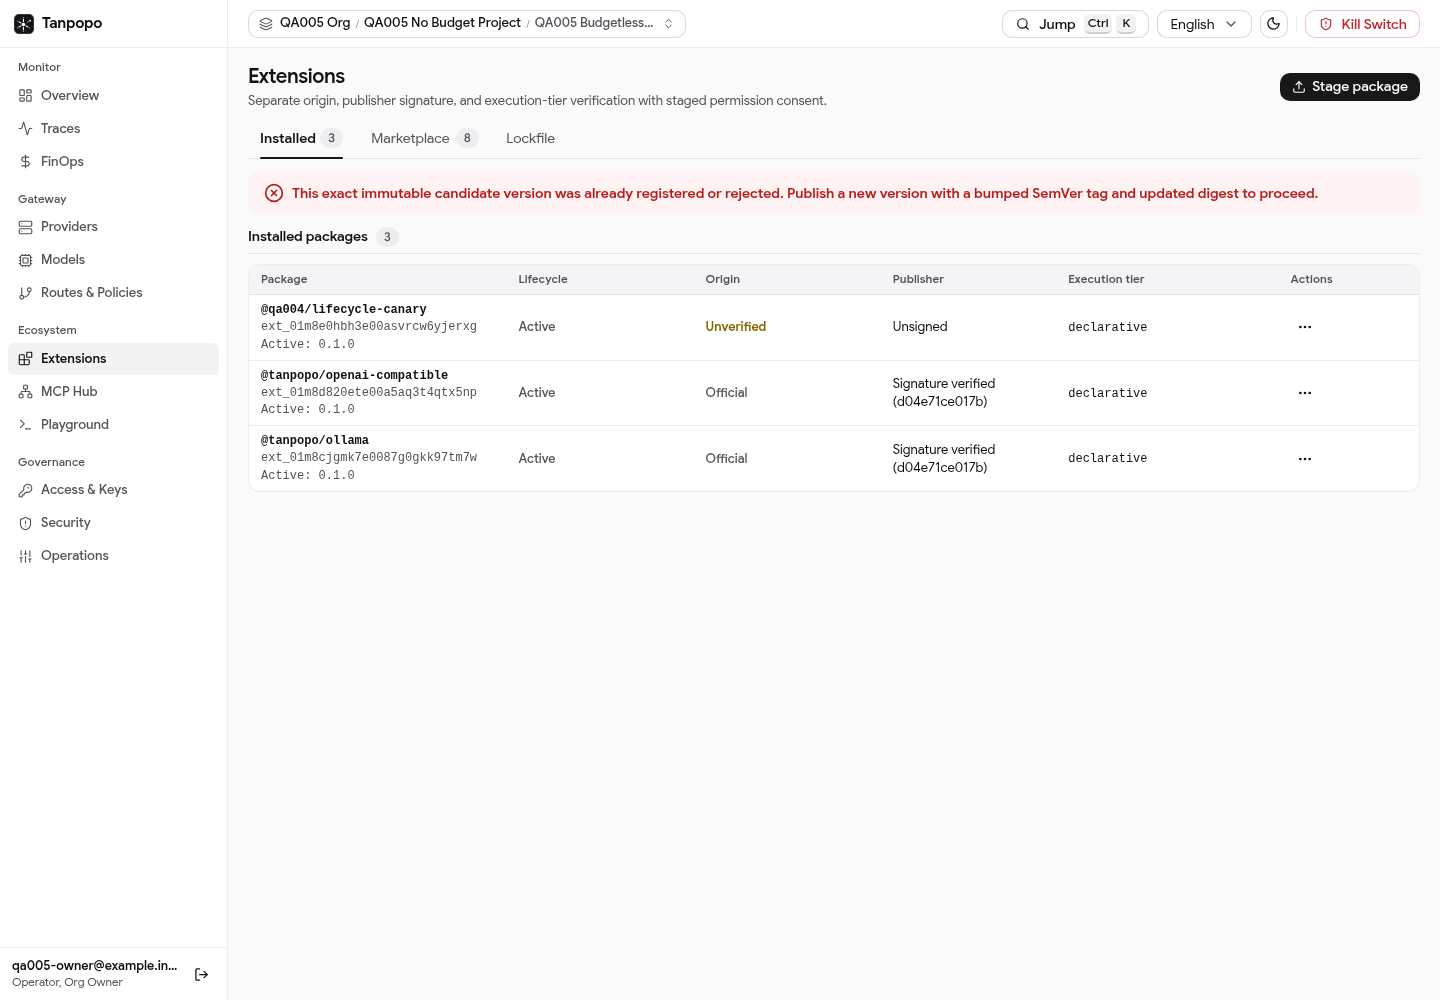 Tanpopo
QA005 Org / QA005 No Budget Project / QA005 Budgetless...
Jump Ctrl K
English
Kill Switch
Monitor
Overview
Traces
FinOps
Gateway
Providers
Models
Routes & Policies
Ecosystem
Extensions
MCP Hub
Playground
Governance
Access & Keys
Security
Operations
qa005-owner@example.in...
Operator, Org Owner
Extensions
Separate origin, publisher signature, and execution-tier verification with staged permission consent.
Stage package
Installed 3 Marketplace 8 Lockfile
This exact immutable candidate version was already registered or rejected. Publish a new version with a bumped SemVer tag and updated digest to proceed.
Installed packages 3
Package Lifecycle Origin Publisher Execution tier Actions
@qa004/lifecycle-canary
ext_01m8e0hbh3e00asvrcw6yjerxg
Active: 0.1.0
Active
Unverified
Unsigned
declarative
@tanpopo/openai-compatible
ext_01m8d820ete00a5aq3t4qtx5np
Active: 0.1.0
Active
Official
Signature verified
(d04e71ce017b)
declarative
@tanpopo/ollama
ext_01m8cjgmk7e0087g0gkk97tm7w
Active: 0.1.0
Active
Official
Signature verified
(d04e71ce017b)
declarative